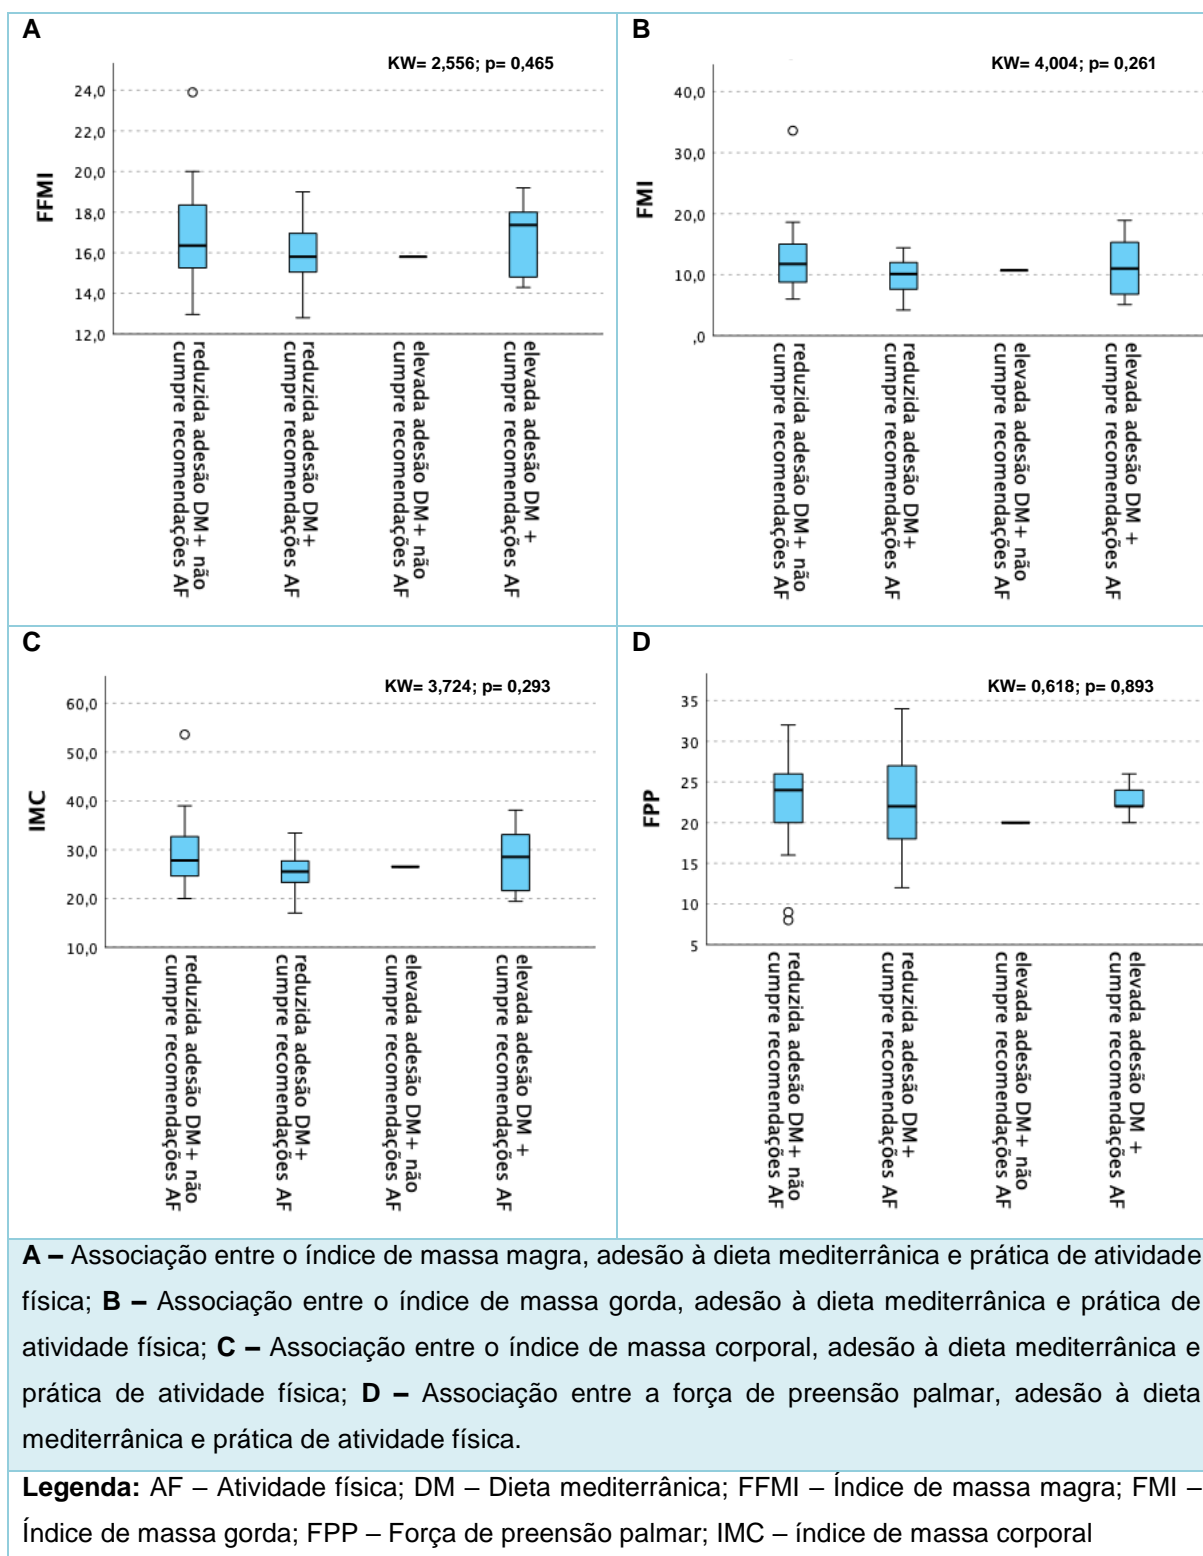 A
KW= 2,556; p= 0,465
24,0
22,0
20,0
18,0
16,0
14,0
12,0
FFMI
reduzida adesão DM+ não
cumpre recomendações AF
reduzida adesão DM+
cumpre recomendações AF
elevada adesão DM+ não
cumpre recomendações AF
elevada adesão DM +
cumpre recomendações AF
B
KW= 4,004; p= 0,261
40,0
30,0
20,0
10,0
,0
FMI
reduzida adesão DM+ não
cumpre recomendações AF
reduzida adesão DM+
cumpre recomendações AF
elevada adesão DM+ não
cumpre recomendações AF
elevada adesão DM +
cumpre recomendações AF
C
KW= 3,724; p= 0,293
60,0
50,0
40,0
30,0
20,0
10,0
IMC
reduzida adesão DM+ não
cumpre recomendações AF
reduzida adesão DM+
cumpre recomendações AF
elevada adesão DM+ não
cumpre recomendações AF
elevada adesão DM +
cumpre recomendações AF
D
KW= 0,618; p= 0,893
35
30
25
20
15
10
5
FPP
reduzida adesão DM+ não
cumpre recomendações AF
reduzida adesão DM+
cumpre recomendações AF
elevada adesão DM+ não
cumpre recomendações AF
elevada adesão DM +
cumpre recomendações AF
A – Associação entre o índice de massa magra, adesão à dieta mediterrânica e prática de atividade
física; B – Associação entre o índice de massa gorda, adesão à dieta mediterrânica e prática de
atividade física; C – Associação entre o índice de massa corporal, adesão à dieta mediterrânica e
prática de atividade física; D – Associação entre a força de preensão palmar, adesão à dieta
mediterrânica e prática de atividade física.
Legenda: AF – Atividade física; DM – Dieta mediterrânica; FFMI – Índice de massa magra; FMI –
Índice de massa gorda; FPP – Força de preensão palmar; IMC – índice de massa corporal